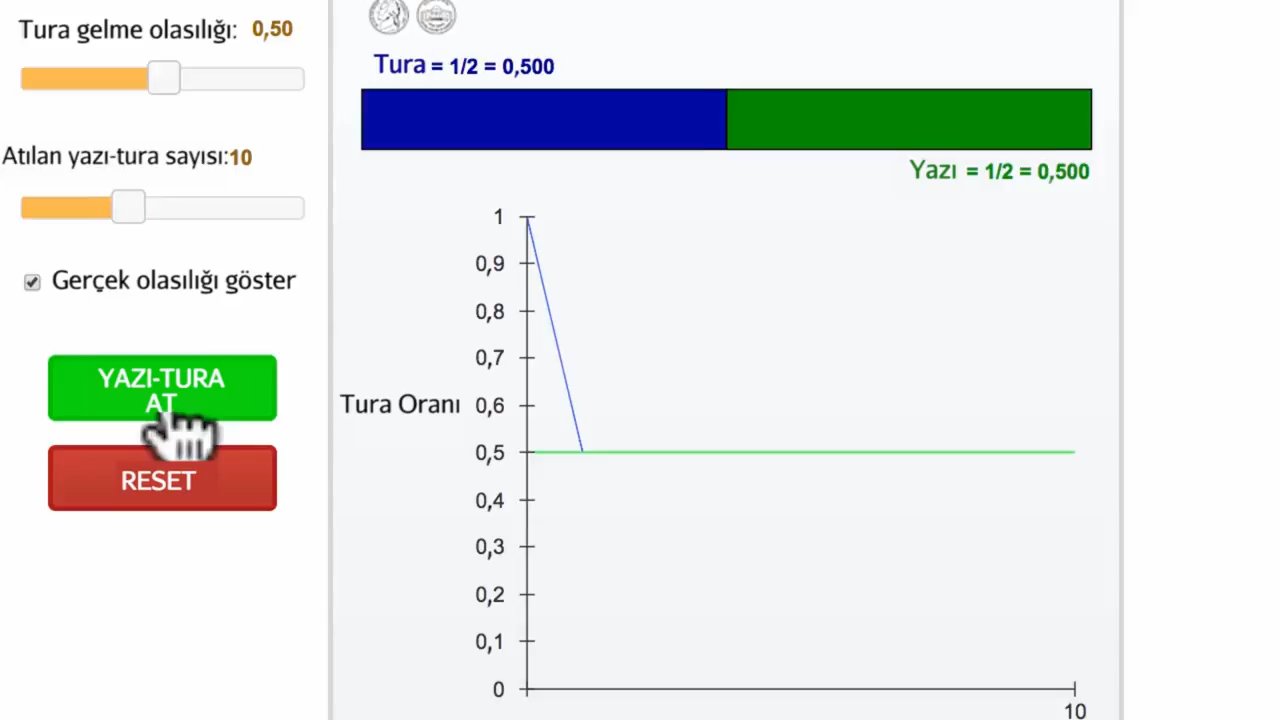 Tura gelme olasılığı: 0,50
Atılan yazı-tura sayısı:10
Gerçek olasılığı göster
YAZI-TURA
AT
RESET
Tura = 1/2 = 0,500
Yazı = 1/2 = 0,500
1
0,9
0,8
0,7
Tura Oranı 0,6
0,5
0,4
0,3
0,2
0,1
0
10